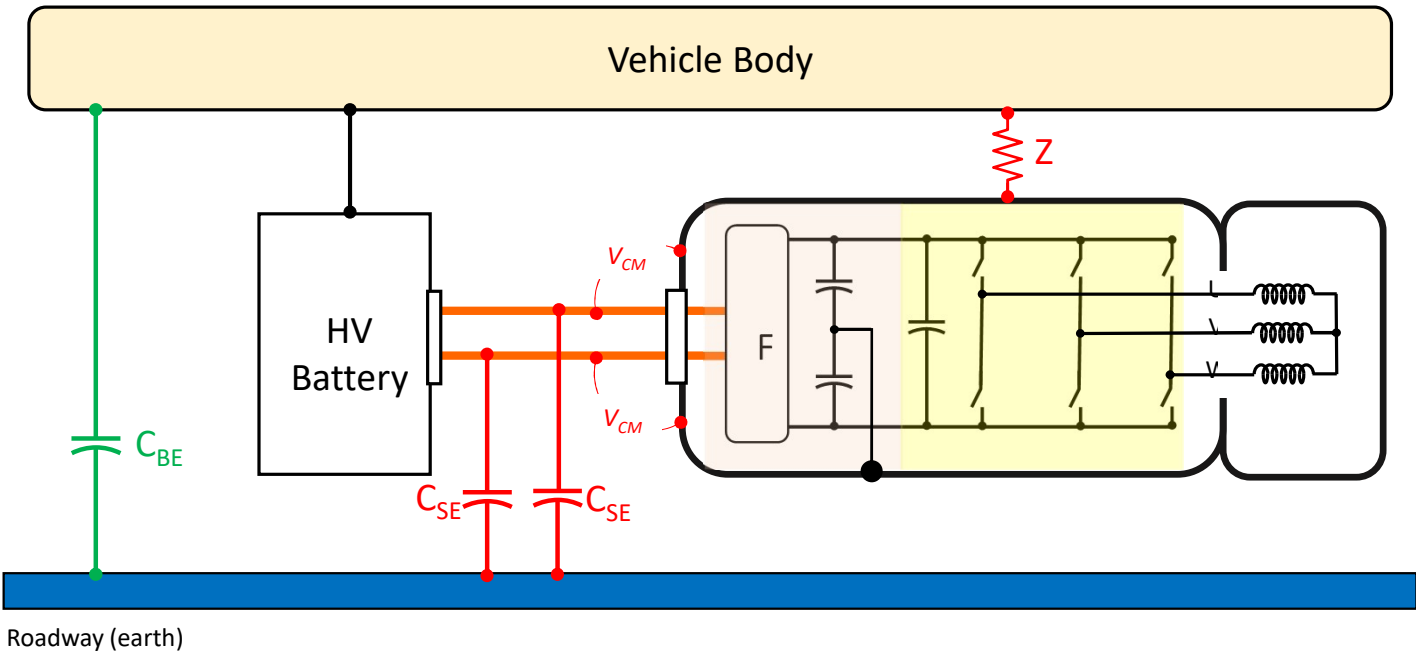 Vehicle Body
Z
V_CM
HV
Battery
F
V
V_CM
C_BE
C_SE
C_SE
Roadway (earth)